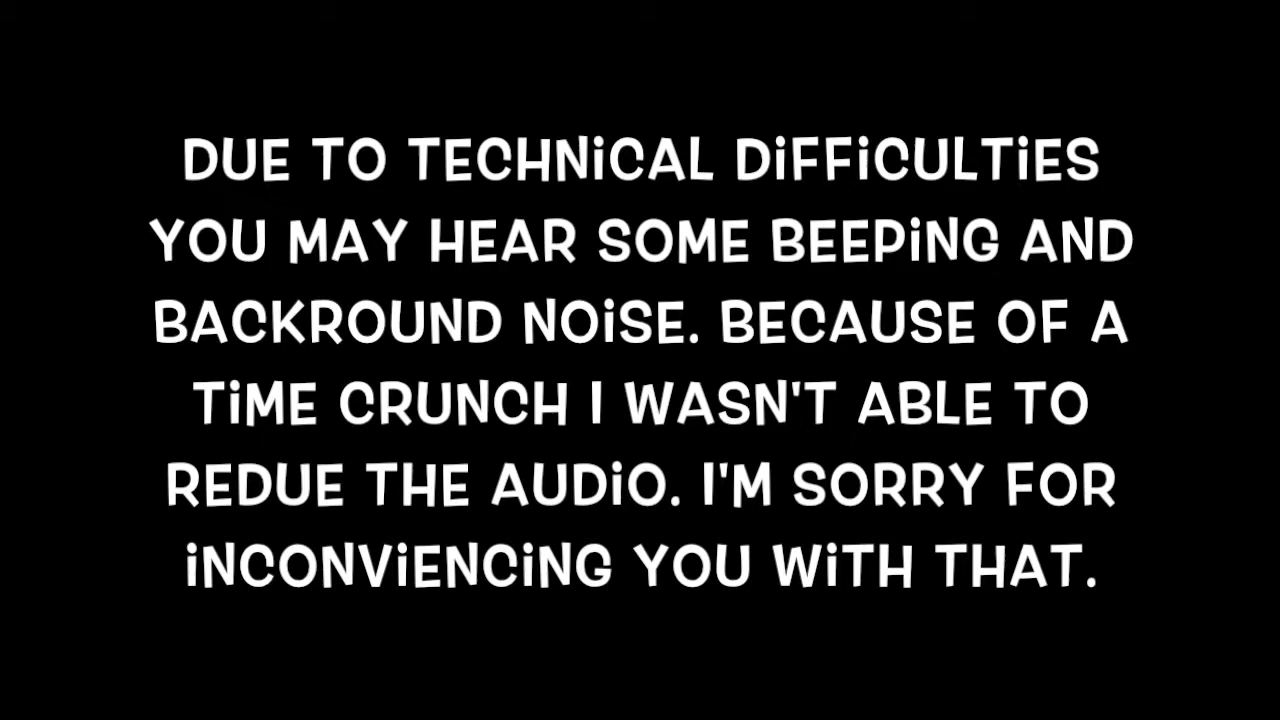 DUE TO TECHNiCAL DiFFiCULTiES
YOU MAY HEAR SOME BEEPiNG AND
BACKROUND NOiSE. BECAUSE OF A
TiME CRUNCH I WASN'T ABLE TO
REDUE THE AUDiO. I'M SORRY FOR
iNCONViENCiNG YOU WiTH THAT.